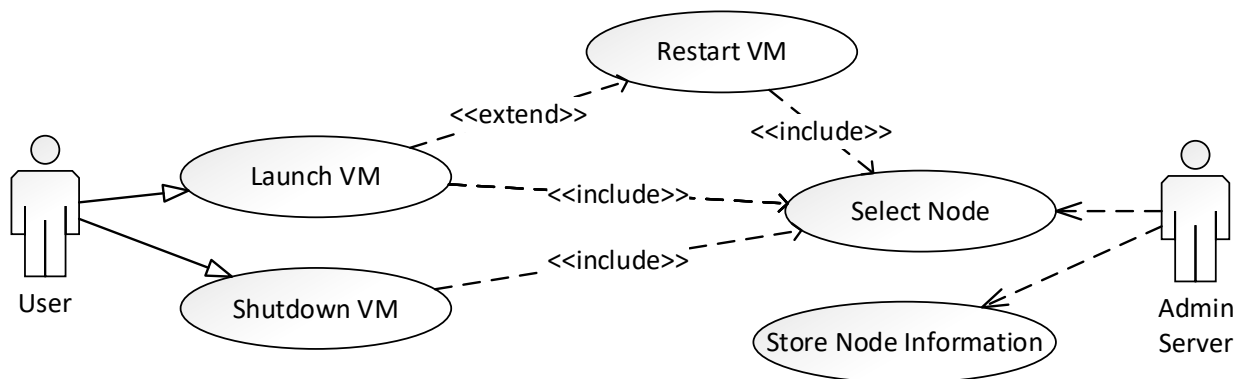 Restart VM
<<extend>>
<<include>>
Launch VM
<<include>>
Select Node
<<include>>
User
Shutdown VM
Store Node Information
Admin
Server